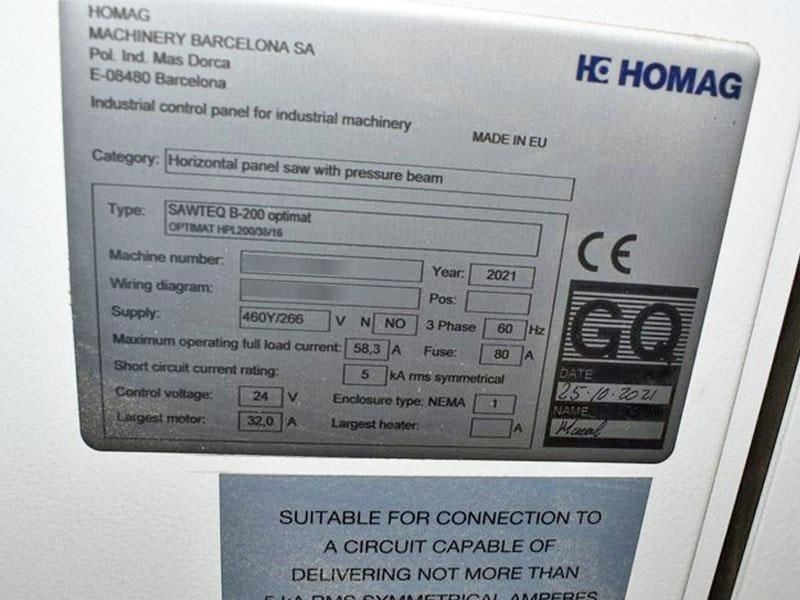 HOMAG
MACHINERY BARCELONA SA
Pol. Ind. Mas Dorca
E-08480 Barcelona
HOMAG
Industrial control panel for industrial machinery
MADE IN EU
Category: Horizontal panel saw with pressure beam
Type: SAWTEQ B-200 optimat
OPTIMAT HPL200/38/16
Machine number: Year: 2021
Wiring diagram: Pos:
Supply: 460Y/266 V N NO 3 Phase 60 Hz
Maximum operating full load current: 58,3 A Fuse: 80 A
Short circuit current rating: 5 kA rms symmetrical
Control voltage: 24 V Enclosure type: NEMA 1
Largest motor: 32,0 A Largest heater: A
CE
GQ
DATE
25-10-2021
NAME
SUITABLE FOR CONNECTION TO
A CIRCUIT CAPABLE OF
DELIVERING NOT MORE THAN
5 kA RMS SYMMETRICAL AMPERES